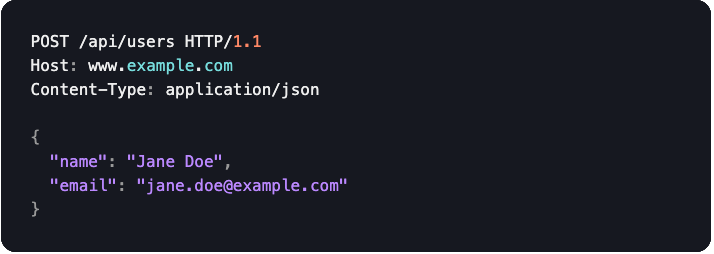 POST /api/users HTTP/1.1
Host: www.example.com
Content-Type: application/json

{
  "name": "Jane Doe",
  "email": "jane.doe@example.com"
}